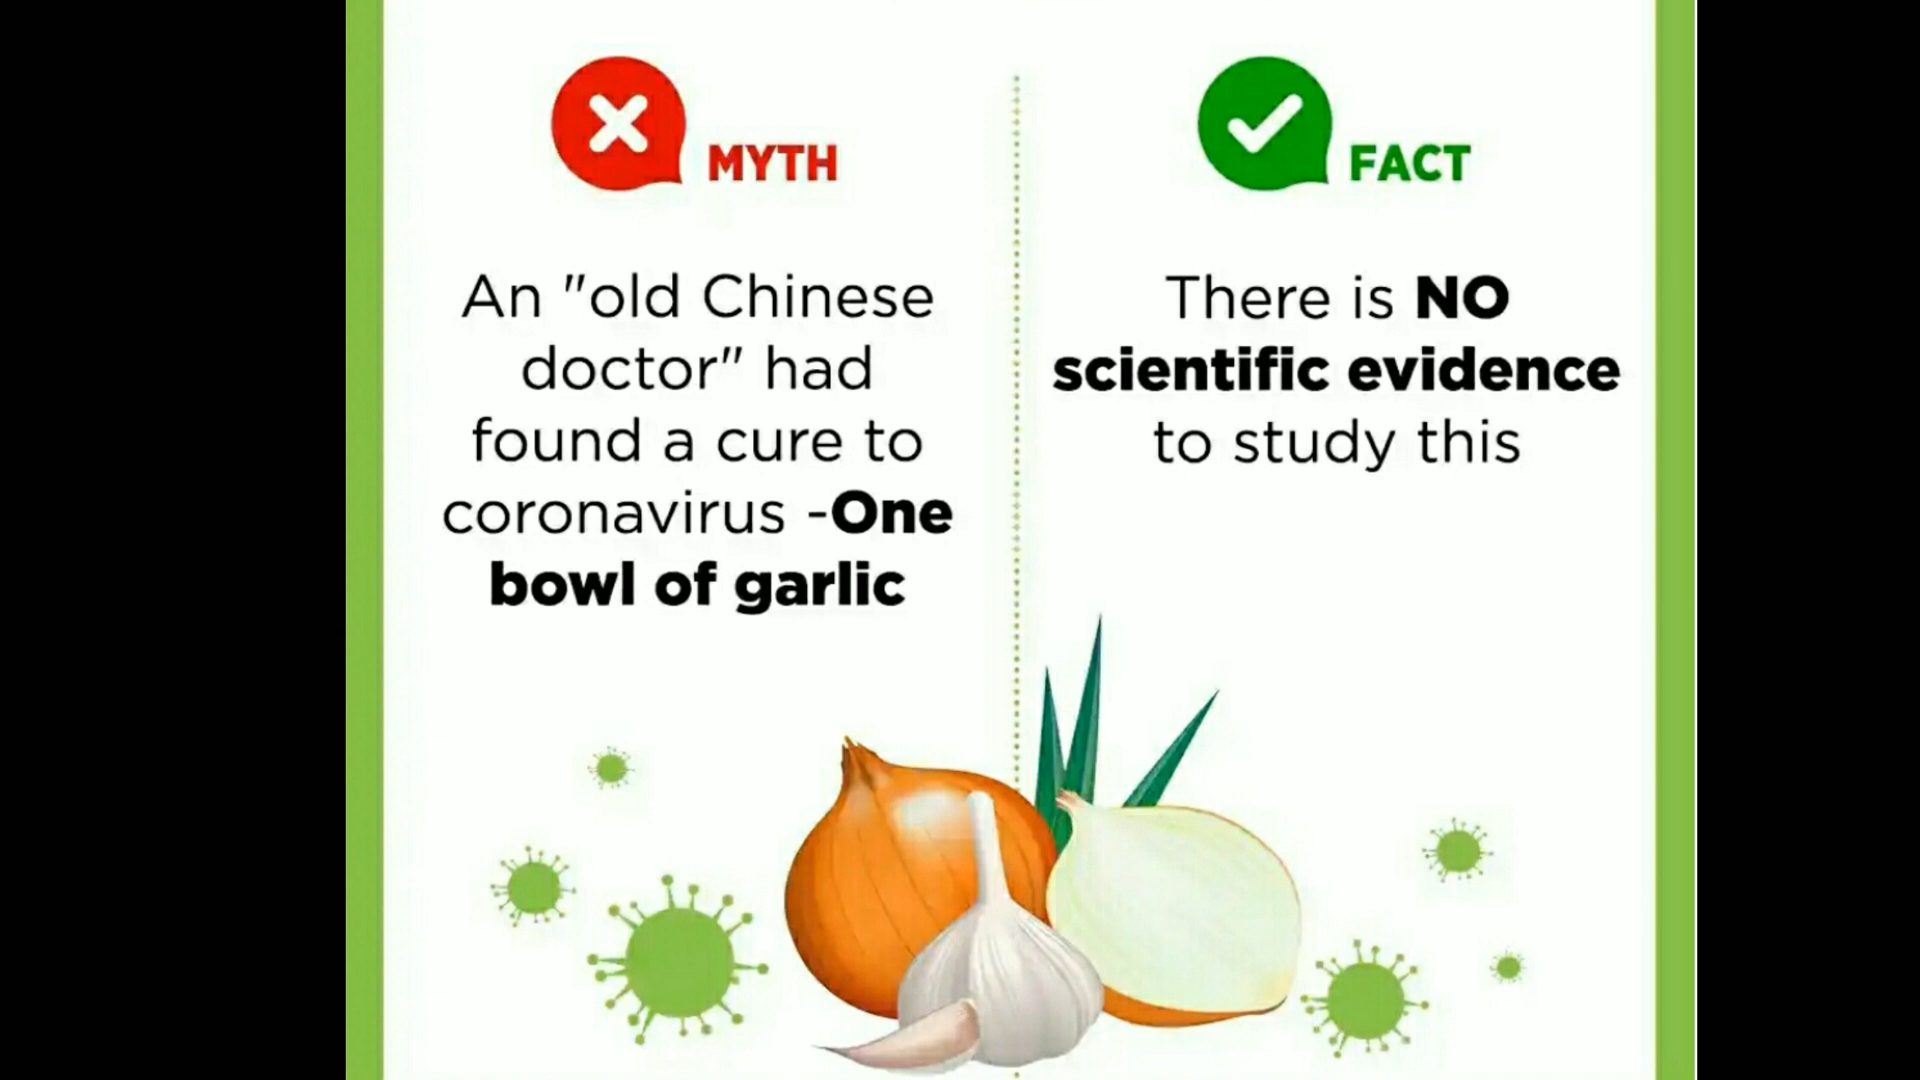 MYTH
An "old Chinese
doctor" had
found a cure to
coronavirus -One
bowl of garlic
FACT
There is NO
scientific evidence
to study this